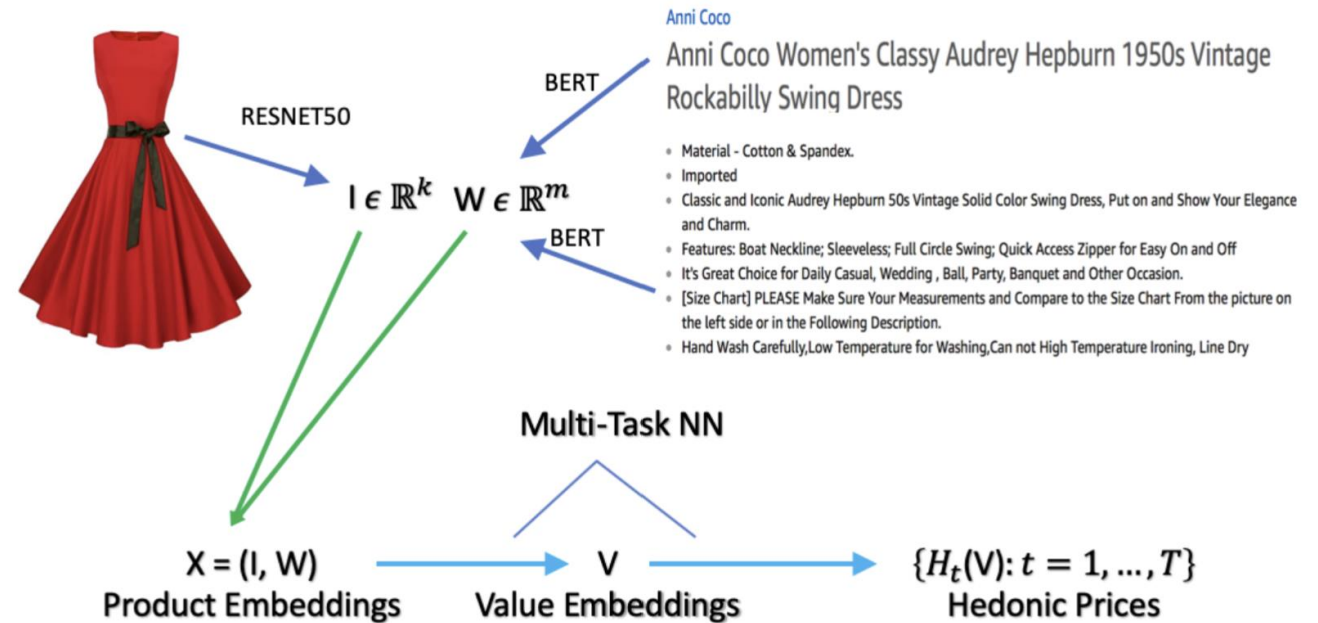 Anni Coco
Anni Coco Women's Classy Audrey Hepburn 1950s Vintage
Rockabilly Swing Dress
BERT
RESNET50
• Material - Cotton & Spandex.
• Imported
• Classic and Iconic Audrey Hepburn 50s Vintage Solid Color Swing Dress, Put on and Show Your Elegance
and Charm.
• Features: Boat Neckline; Sleeveless; Full Circle Swing; Quick Access Zipper for Easy On and Off
• It's Great Choice for Daily Casual, Wedding , Ball, Party, Banquet and Other Occasion.
• [Size Chart] PLEASE Make Sure Your Measurements and Compare to the Size Chart From the picture on
the left side or in the Following Description.
• Hand Wash Carefully,Low Temperature for Washing,Can not High Temperature Ironing, Line Dry
I ϵ ℝ^k W ϵ ℝ^m
BERT
Multi-Task NN
X = (I, W)
Product Embeddings
V
Value Embeddings
{H_t(V): t = 1, ..., T}
Hedonic Prices